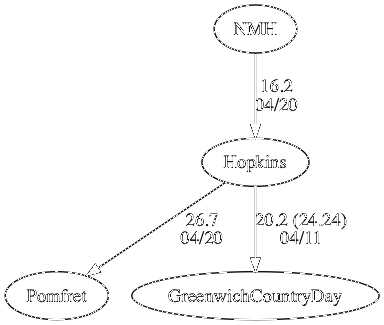 NMH
16.2
04/20
Hopkins
26.7
04/20
20.2 (24.24)
04/11
Pomfret
GreenwichCountryDay